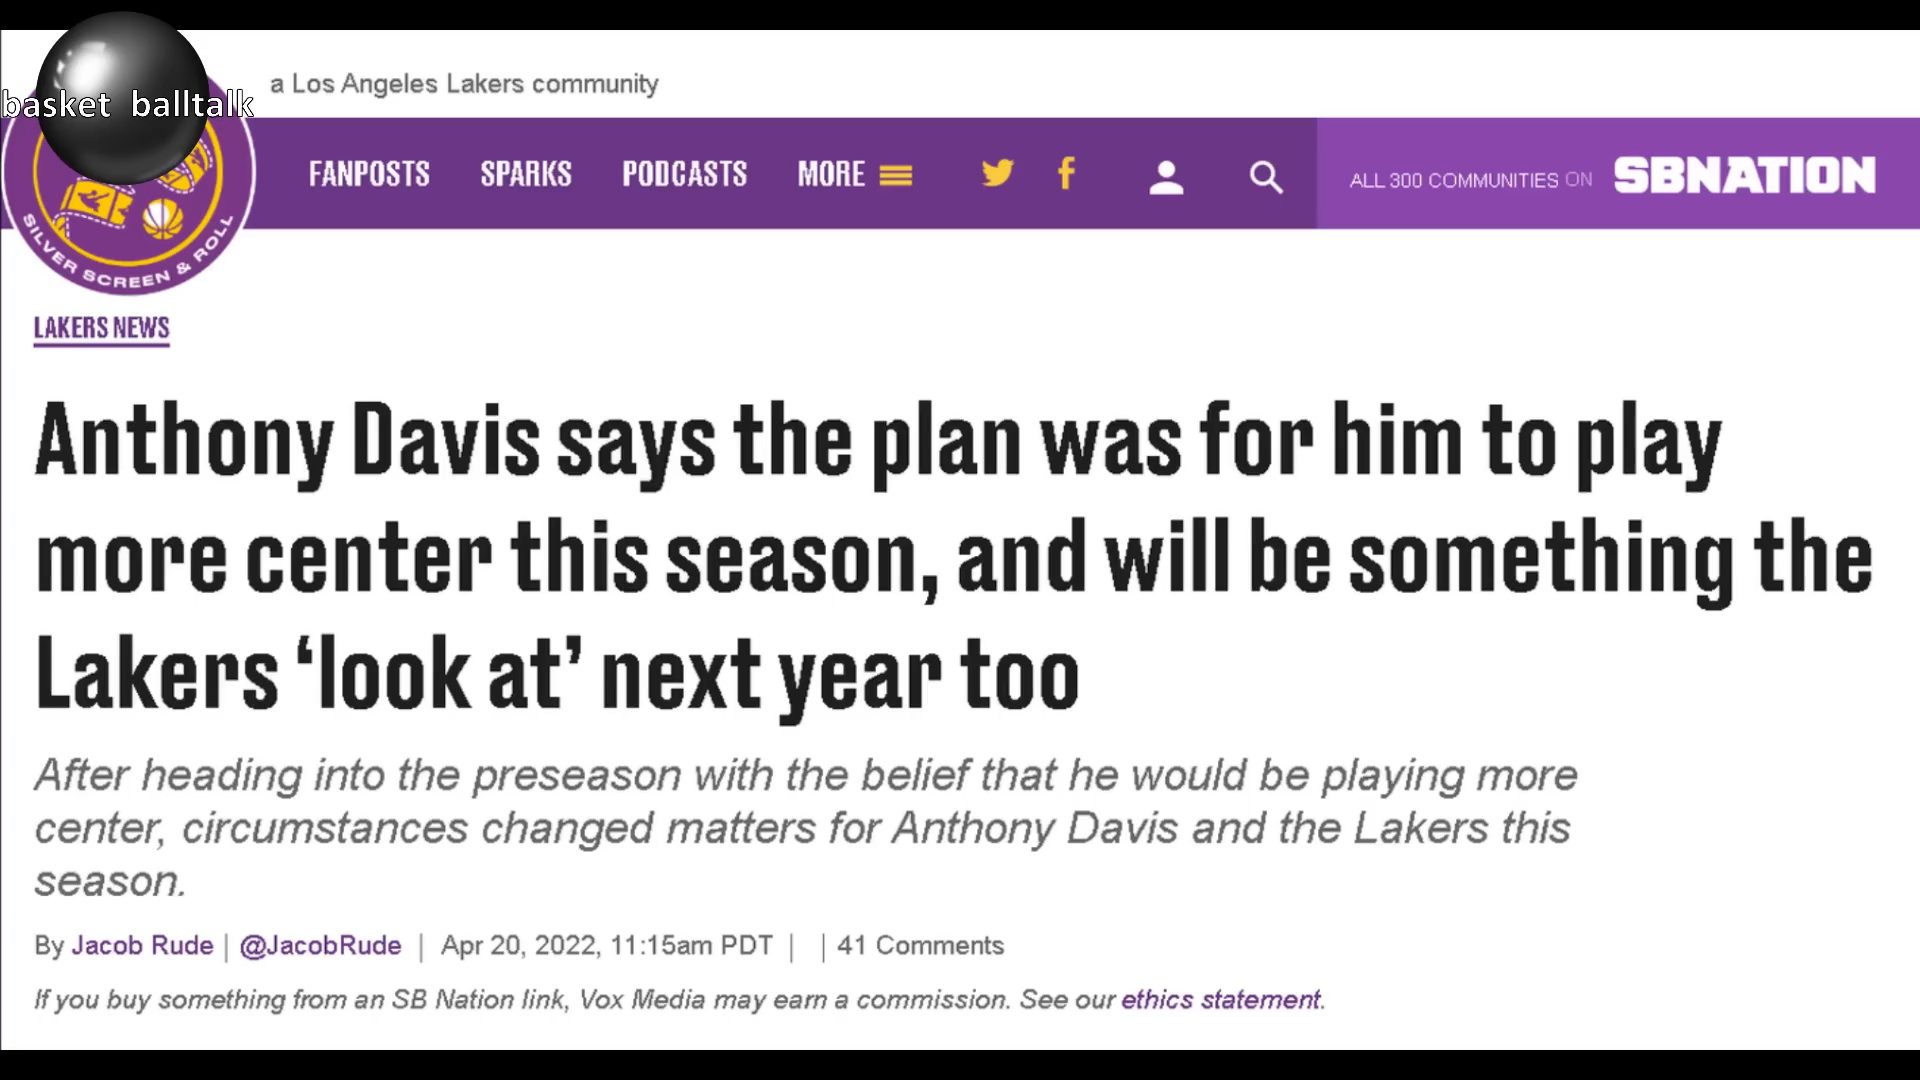 basket balltalk
a Los Angeles Lakers community
FANPOSTS SPARKS PODCASTS MORE
ALL 300 COMMUNITIES ON SBNATION
SILVER SCREEN & ROLL
LAKERS NEWS
Anthony Davis says the plan was for him to play
more center this season, and will be something the
Lakers ‘look at’ next year too
After heading into the preseason with the belief that he would be playing more
center, circumstances changed matters for Anthony Davis and the Lakers this
season.
By Jacob Rude | @JacobRude | Apr 20, 2022, 11:15am PDT | | 41 Comments
If you buy something from an SB Nation link, Vox Media may earn a commission. See our ethics statement.